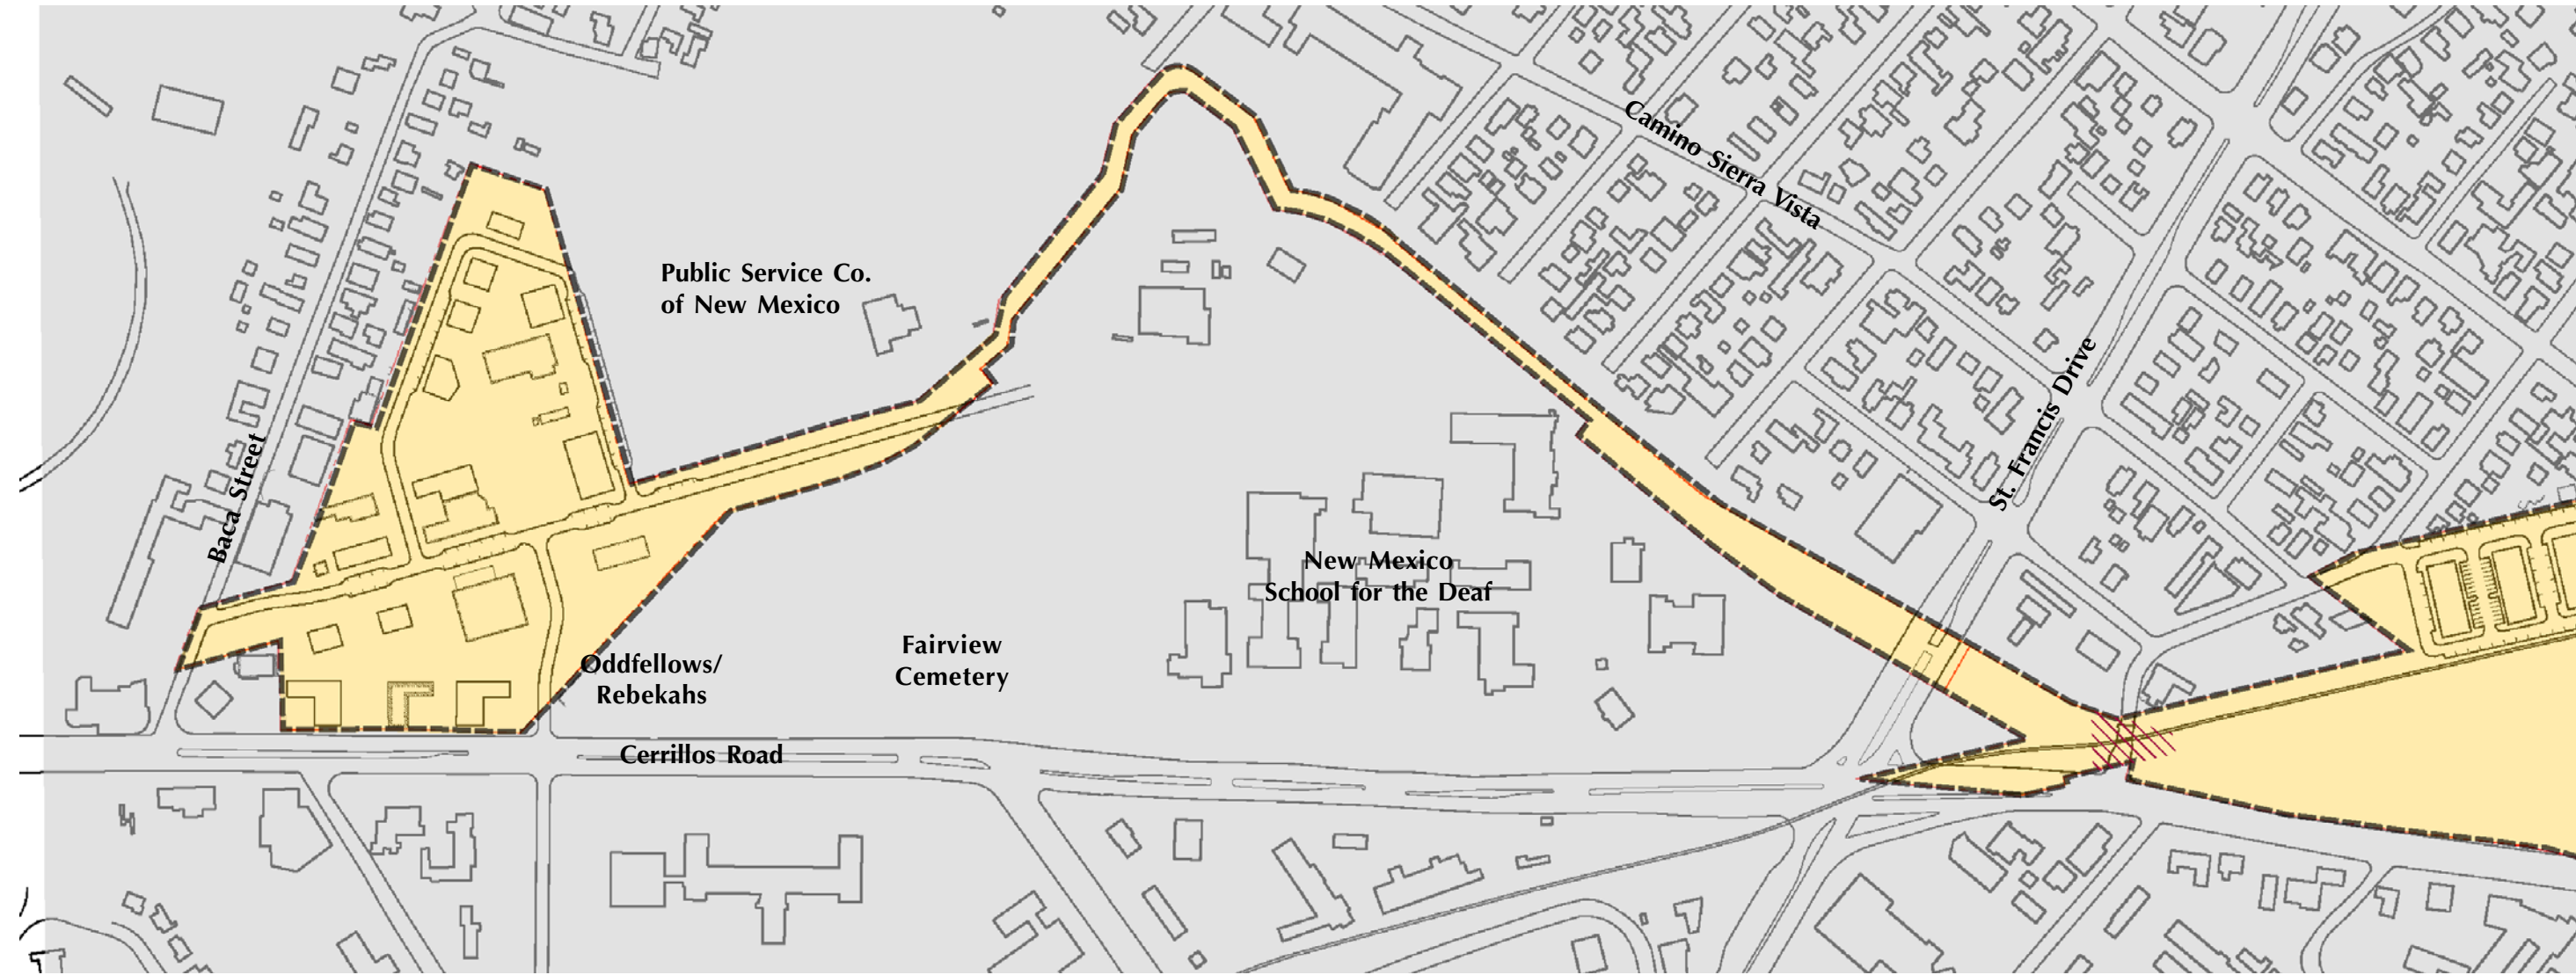 Camino Sierra Vista
Public Service Co.
of New Mexico
St. Francis Drive
Baca Street
New Mexico
School for the Deaf
Fairview
Cemetery
Oddfellows/
Rebekahs
Cerrillos Road